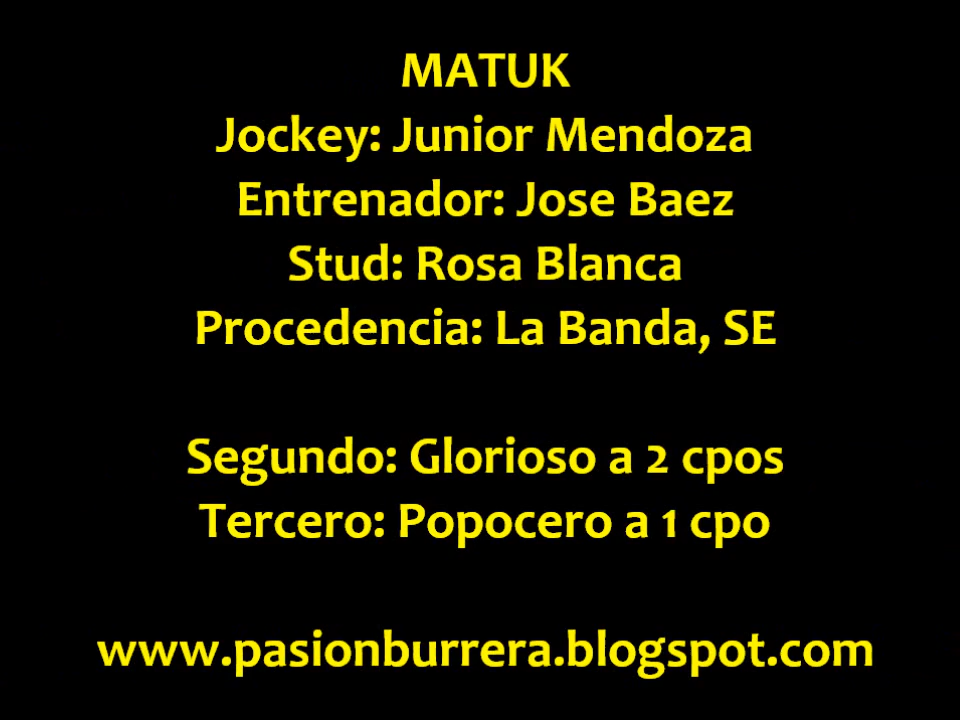 MATUK
Jockey: Junior Mendoza
Entrenador: Jose Baez
Stud: Rosa Blanca
Procedencia: La Banda, SE
Segundo: Glorioso a 2 cpos
Tercero: Popocero a 1 cpo
www.pasionburrera.blogspot.com